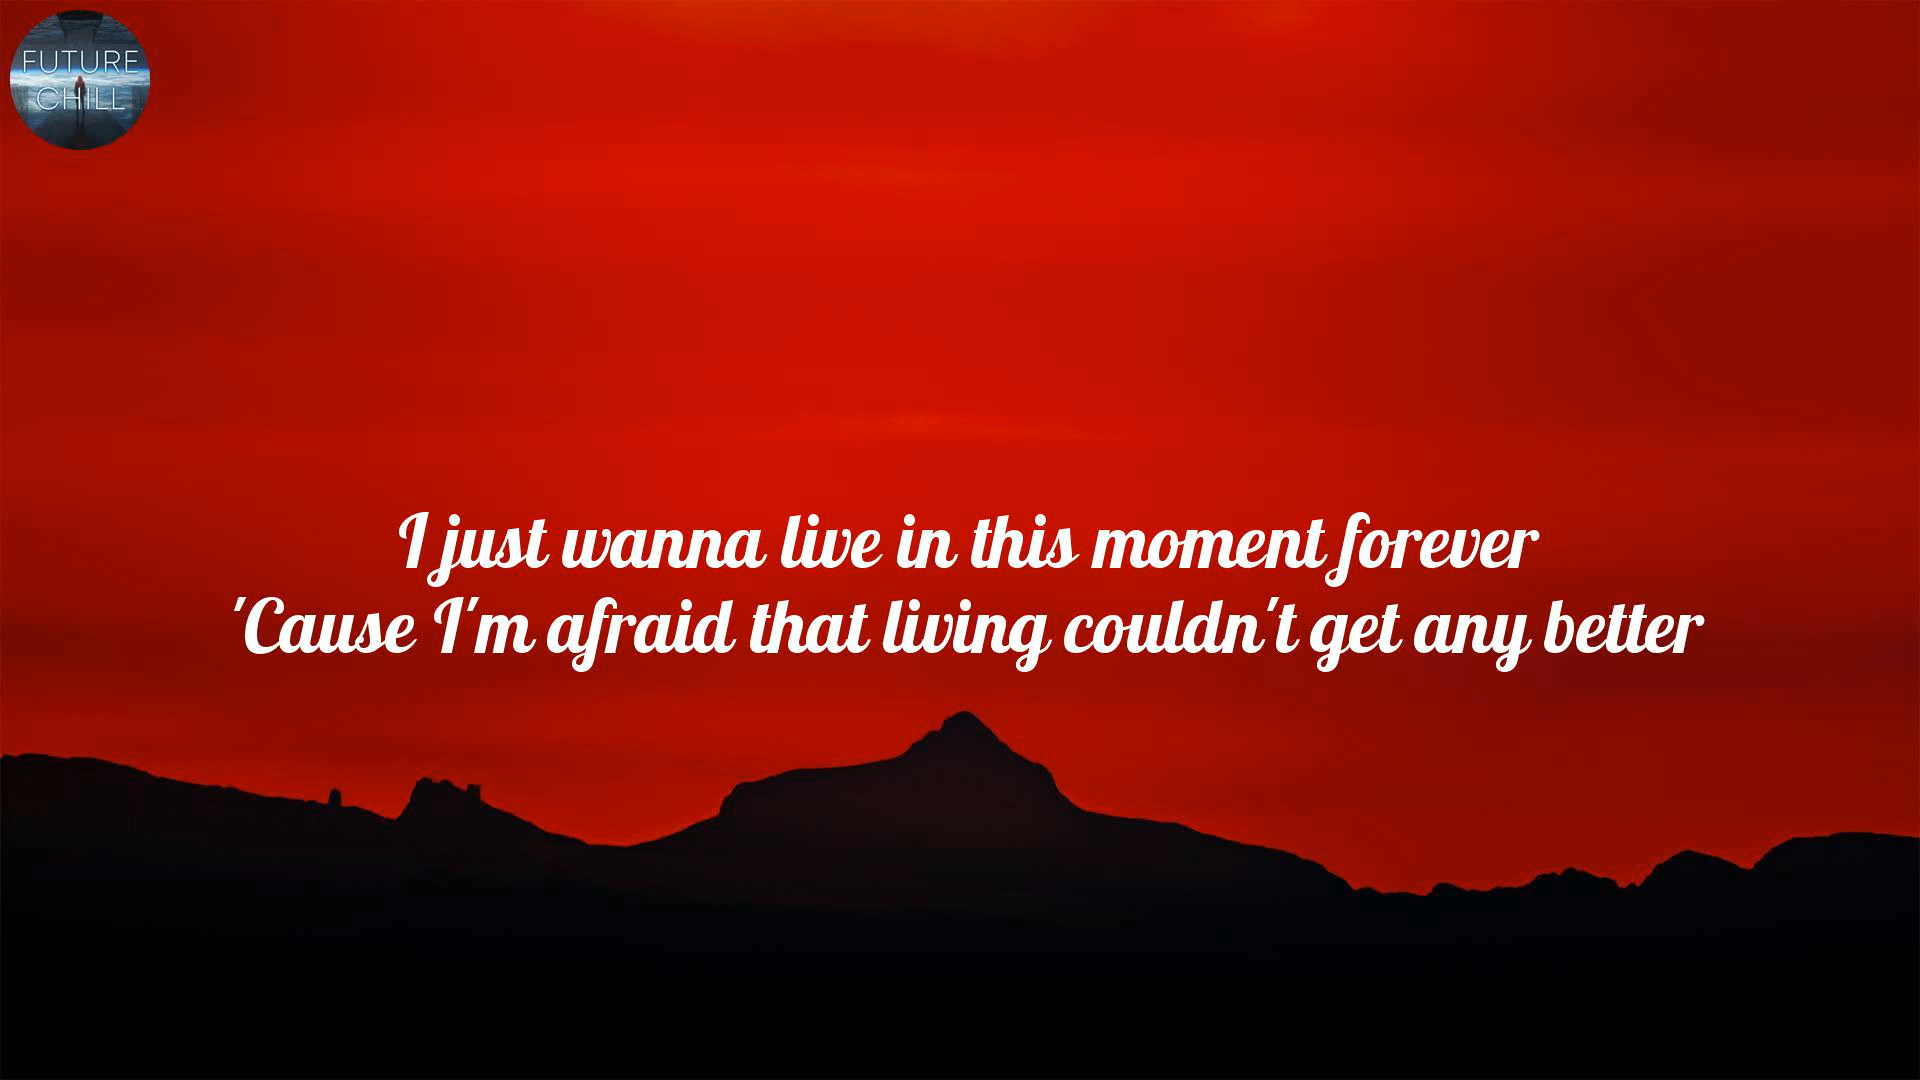 FUTURE
CHILL
I just wanna live in this moment forever
'Cause I'm afraid that living couldn't get any better